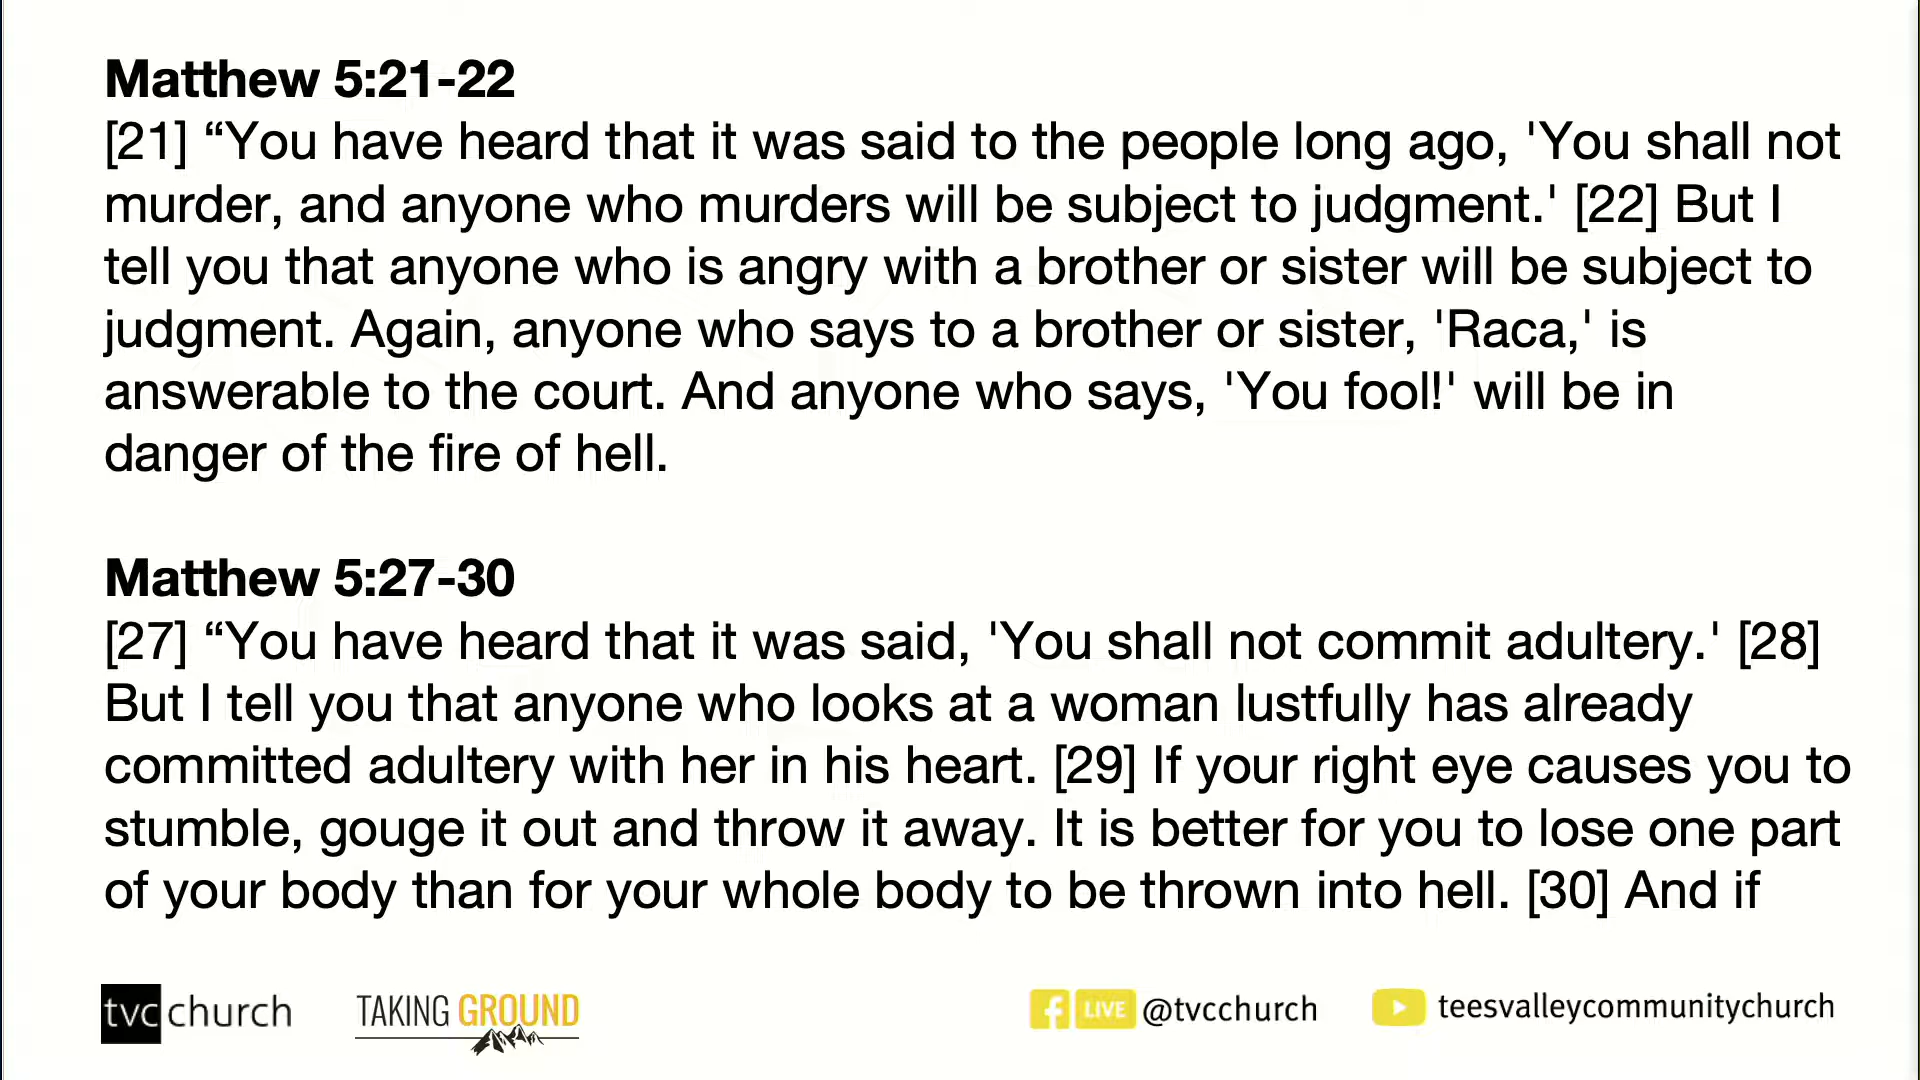 Matthew 5:21-22
[21] “You have heard that it was said to the people long ago, 'You shall not
murder, and anyone who murders will be subject to judgment.' [22] But I
tell you that anyone who is angry with a brother or sister will be subject to
judgment. Again, anyone who says to a brother or sister, 'Raca,' is
answerable to the court. And anyone who says, 'You fool!' will be in
danger of the fire of hell.
Matthew 5:27-30
[27] “You have heard that it was said, 'You shall not commit adultery.' [28]
But I tell you that anyone who looks at a woman lustfully has already
committed adultery with her in his heart. [29] If your right eye causes you to
stumble, gouge it out and throw it away. It is better for you to lose one part
of your body than for your whole body to be thrown into hell. [30] And if
tvc church TAKING GROUND f LIVE @tvcchurch teesvalleycommunitychurch